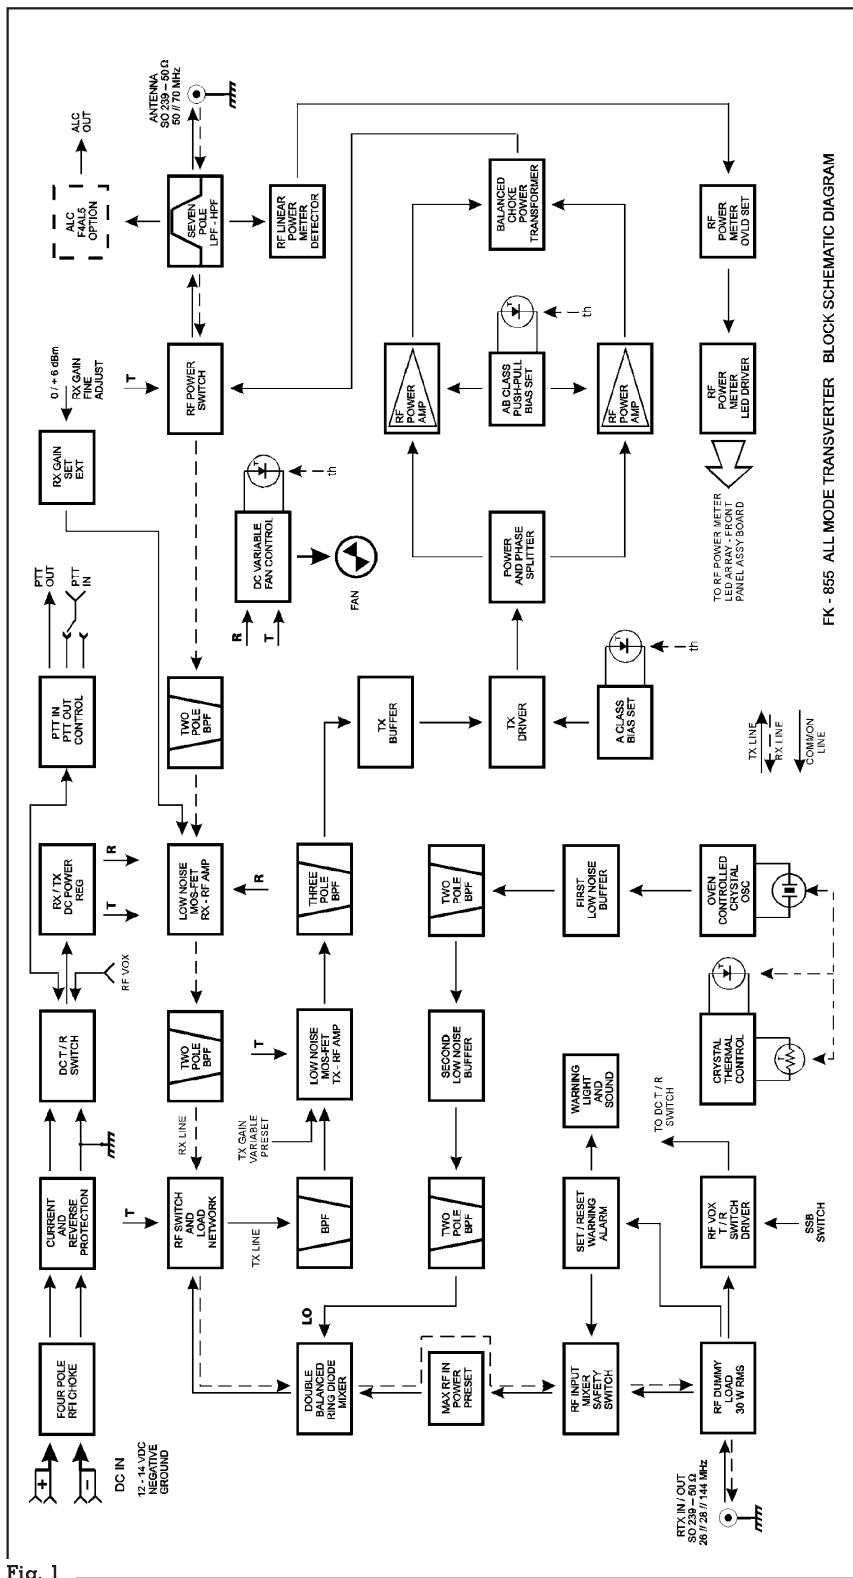 DC IN
12 - 14 VDC
NEGATIVE
GROUND
+
-
FOUR POLE
RFI CHOKE
CURRENT
AND
REVERSE
PROTECTION
DC T / R
SWITCH
RF VOX
RX / TX
DC POWER
REG
T
R
PTT IN
PTT OUT
CONTROL
PTT
OUT
PTT
IN
RX GAIN
SET
EXT
0 / + 6 dBm
RX GAIN
FINE
ADJUST
ALC
F4AL5
OPTION
ALC
OUT
T
RF SWITCH
AND
LOAD
NETWORK
RX LINE
TX LINE
TWO
POLE
BPF
LOW NOISE
MOS-FET
RX - RF AMP
R
TWO
POLE
BPF
T
RF POWER
SWITCH
SEVEN
POLE
LPF - HPF
ANTENNA
SO 239 – 50 Ω
50 // 70 MHz
R
T
DC VARIABLE
FAN CONTROL
T
th
FAN
RF LINEAR
POWER
METER
DETECTOR
DOUBLE
BALANCED
RING DIODE
MIXER
LO
BPF
TX GAIN
VARIABLE
PRESET
T
LOW NOISE
MOS-FET
TX - RF AMP
THREE
POLE
BPF
TX
BUFFER
RF
POWER
AMP
MAX RF IN
POWER
PRESET
TWO
POLE
BPF
SECOND
LOW NOISE
BUFFER
TWO
POLE
BPF
TX
DRIVER
POWER
AND PHASE
SPLITTER
AB CLASS
PUSH-PULL
BIAS SET
T
th
BALANCED
CHOKE
POWER
TRANSFORMER
RF INPUT
MIXER
SAFETY
SWITCH
SET / RESET
WARNING
ALARM
WARNING
LIGHT
AND
SOUND
FIRST
LOW NOISE
BUFFER
A CLASS
BIAS SET
T
th
RF
POWER
AMP
RTX IN / OUT
SO 239 – 50 Ω
26 // 28 // 144 MHz
RF DUMMY
LOAD
30 W RMS
RF VOX
T / R
SWITCH
DRIVER
TO DC T / R
SWITCH
SSB
SWITCH
CRYSTAL
THERMAL
CONTROL
T
T
OVEN
CONTROLLED
CRYSTAL
OSC
TX LINE
RX LINE
COMMON
LINE
TO RF POWER METER
LED ARRAY - FRONT
PANEL ASSY BOARD
RF
POWER
METER
LED DRIVER
RF
POWER
METER
OVLD SET
FK - 855 ALL MODE TRANSVERTER BLOCK SCHEMATIC DIAGRAM
Fig. 1